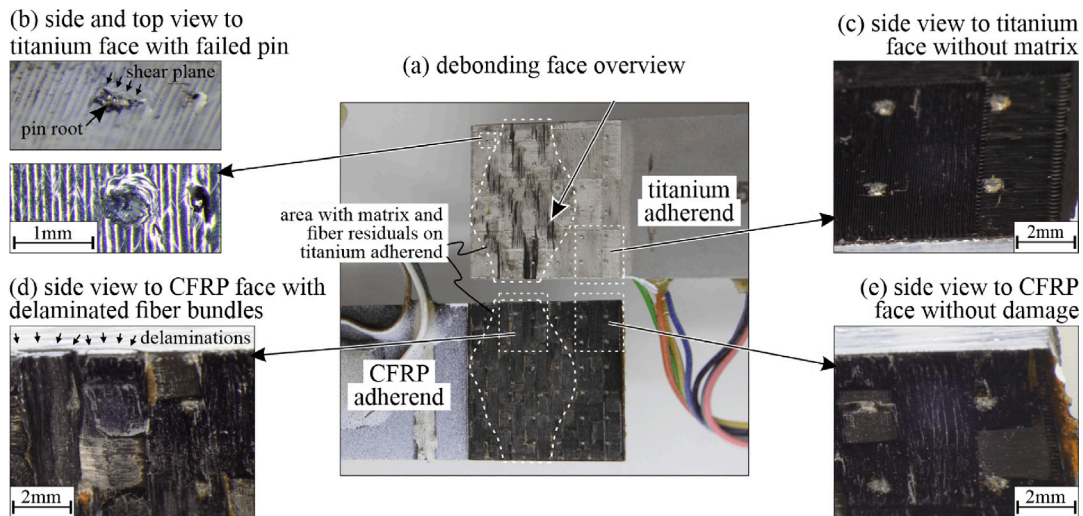 (b) side and top view to
titanium face with failed pin
shear plane
pin root
1mm
(a) debonding face overview
titanium
adherend
area with matrix and
fiber residuals on
titanium adherend
CFRP
adherend
(c) side view to titanium
face without matrix
2mm
(d) side view to CFRP face with
delaminated fiber bundles
delaminations
2mm
(e) side view to CFRP
face without damage
2mm